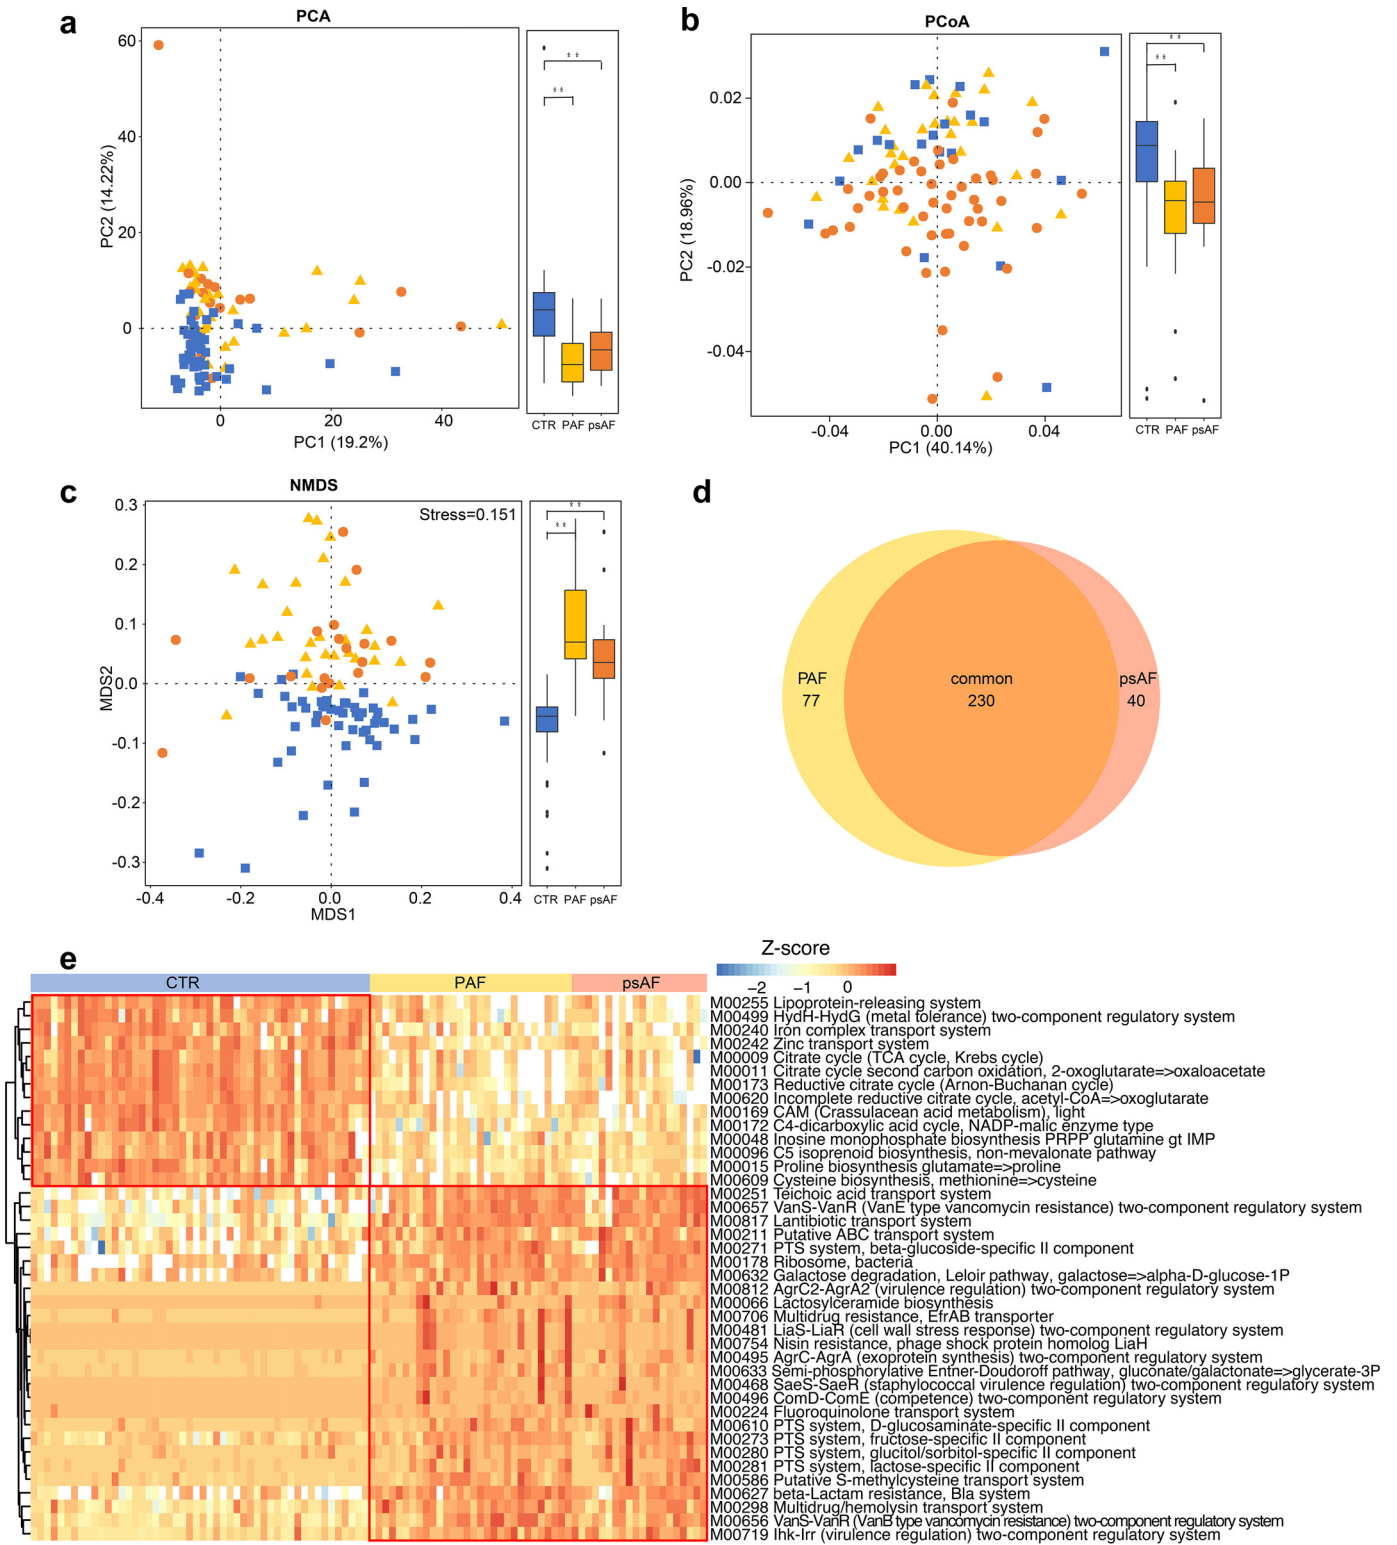 a
PCA
60
40
20
0
0
20
40
PC2 (14.22%)
PC1 (19.2%)
**
**
CTR PAF psAF
b
PCoA
0.02
0.00
-0.02
-0.04
-0.04
0.00
0.04
PC2 (18.96%)
PC1 (40.14%)
**
**
CTR PAF psAF
c
NMDS
Stress=0.151
0.3
0.2
0.1
0.0
-0.1
-0.2
-0.3
-0.4
-0.2
0.0
0.2
0.4
MDS2
MDS1
**
**
CTR PAF psAF
d
PAF
77
common
230
psAF
40
e
Z-score
−2 −1 0
CTR
PAF
psAF
M00255 Lipoprotein-releasing system
M00499 HydH-HydG (metal tolerance) two-component regulatory system
M00240 Iron complex transport system
M00242 Zinc transport system
M00009 Citrate cycle (TCA cycle, Krebs cycle)
M00011 Citrate cycle second carbon oxidation, 2-oxoglutarate=>oxaloacetate
M00173 Reductive citrate cycle (Arnon-Buchanan cycle)
M00620 Incomplete reductive citrate cycle, acetyl-CoA=>oxoglutarate
M00169 CAM (Crassulacean acid metabolism), light
M00172 C4-dicarboxylic acid cycle, NADP-malic enzyme type
M00048 Inosine monophosphate biosynthesis PRPP glutamine gt IMP
M00096 C5 isoprenoid biosynthesis, non-mevalonate pathway
M00015 Proline biosynthesis glutamate=>proline
M00609 Cysteine biosynthesis, methionine=>cysteine
M00251 Teichoic acid transport system
M00657 VanS-VanR (VanE type vancomycin resistance) two-component regulatory system
M00817 Lantibiotic transport system
M00211 Putative ABC transport system
M00271 PTS system, beta-glucoside-specific II component
M00178 Ribosome, bacteria
M00632 Galactose degradation, Leloir pathway, galactose=>alpha-D-glucose-1P
M00812 AgrC2-AgrA2 (virulence regulation) two-component regulatory system
M00066 Lactosylceramide biosynthesis
M00706 Multidrug resistance, EfrAB transporter
M00481 LiaS-LiaR (cell wall stress response) two-component regulatory system
M00754 Nisin resistance, phage shock protein homolog LiaH
M00495 AgrC-AgrA (exoprotein synthesis) two-component regulatory system
M00633 Semi-phosphorylative Entner-Doudoroff pathway, gluconate/galactonate=>glycerate-3P
M00468 SaeS-SaeR (staphylococcal virulence regulation) two-component regulatory system
M00496 ComD-ComE (competence) two-component regulatory system
M00224 Fluoroquinolone transport system
M00610 PTS system, D-glucosaminate-specific II component
M00273 PTS system, fructose-specific II component
M00280 PTS system, glucitol/sorbitol-specific II component
M00281 PTS system, lactose-specific II component
M00586 Putative S-methylcysteine transport system
M00627 beta-Lactam resistance, Bla system
M00298 Multidrug/hemolysin transport system
M00656 VanS-VanR (VanB type vancomycin resistance) two-component regulatory system
M00719 Ihk-Irr (virulence regulation) two-component regulatory system